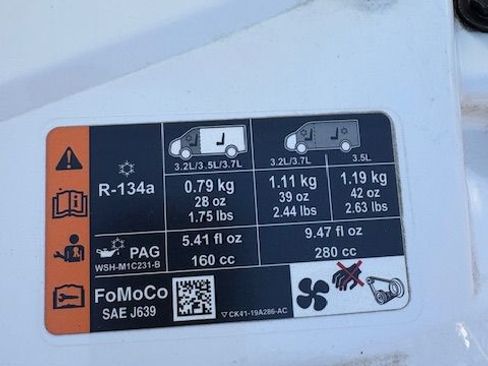 3.2L/3.5L/3.7L
3.2L/3.7L 3.5L
R-134a
0.79 kg 1.11 kg 1.19 kg
28 oz 39 oz 42 oz
1.75 lbs 2.44 lbs 2.63 lbs
PAG 5.41 fl oz 9.47 fl oz
WSH-M1C231-B 160 cc 280 cc
FoMoCo
SAE J639
CK41-19A286-AC